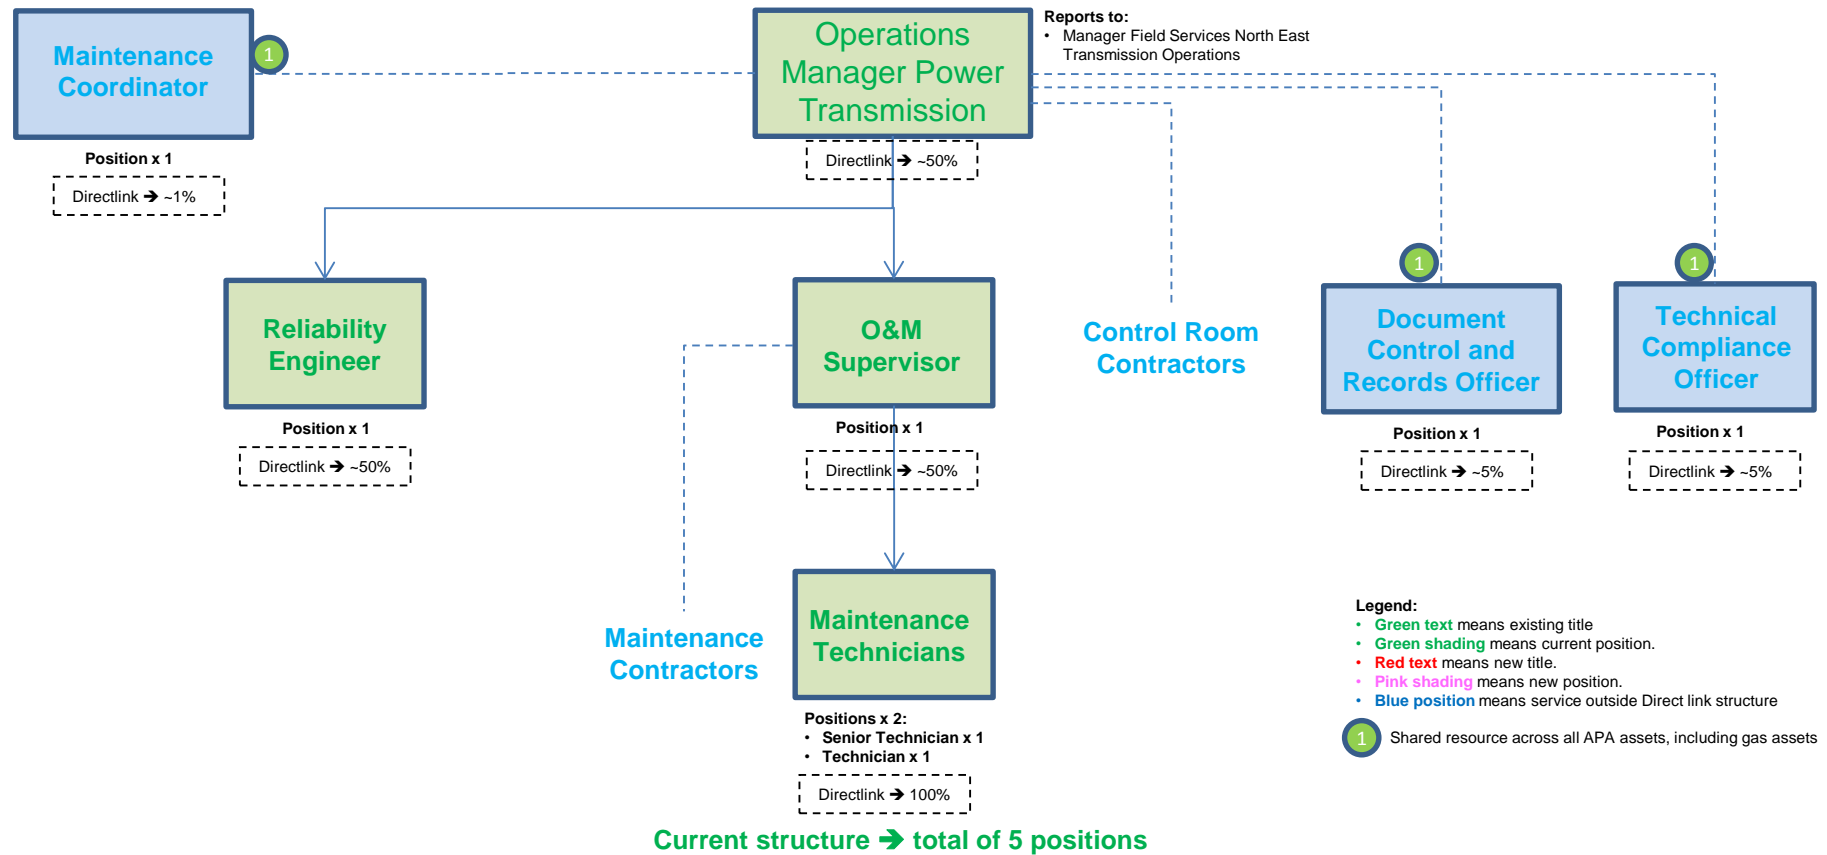 Maintenance
Coordinator
1
Position x 1
Directlink ➔ ~1%
Operations
Manager Power
Transmission
Directlink ➔ ~50%
Reports to:
• Manager Field Services North East
Transmission Operations
Reliability
Engineer
Position x 1
Directlink ➔ ~50%
O&M
Supervisor
Position x 1
Directlink ➔ ~50%
Control Room
Contractors
1
Document
Control and
Records Officer
Position x 1
Directlink ➔ ~5%
1
Technical
Compliance
Officer
Position x 1
Directlink ➔ ~5%
Maintenance
Contractors
Maintenance
Technicians
Positions x 2:
• Senior Technician x 1
• Technician x 1
Directlink ➔ 100%
Legend:
• Green text means existing title
• Green shading means current position.
• Red text means new title.
• Pink shading means new position.
• Blue position means service outside Direct link structure
1 Shared resource across all APA assets, including gas assets
Current structure ➔ total of 5 positions